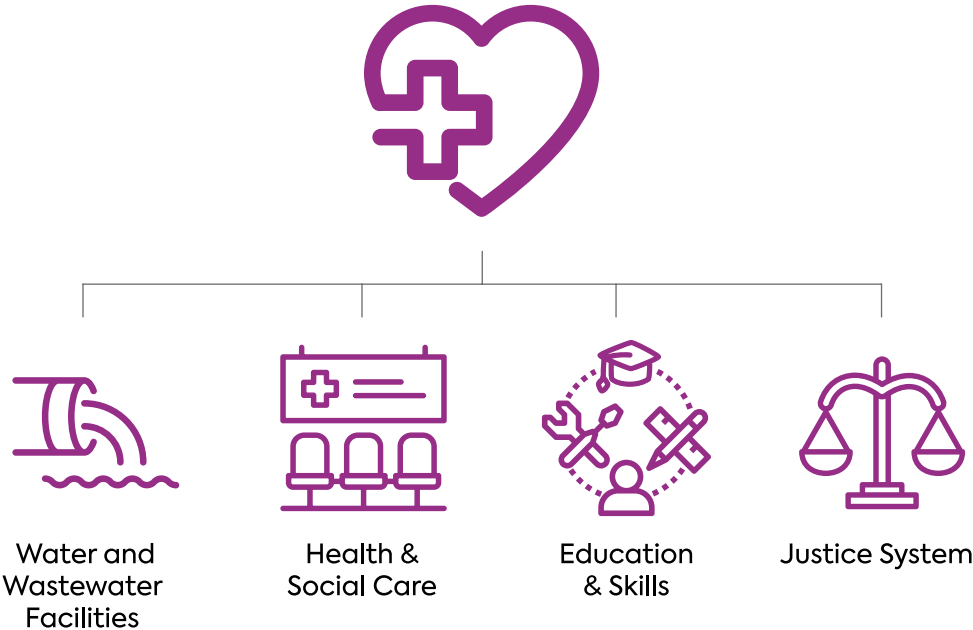 Water and
Wastewater
Facilities
Health &
Social Care
Education
& Skills
Justice System